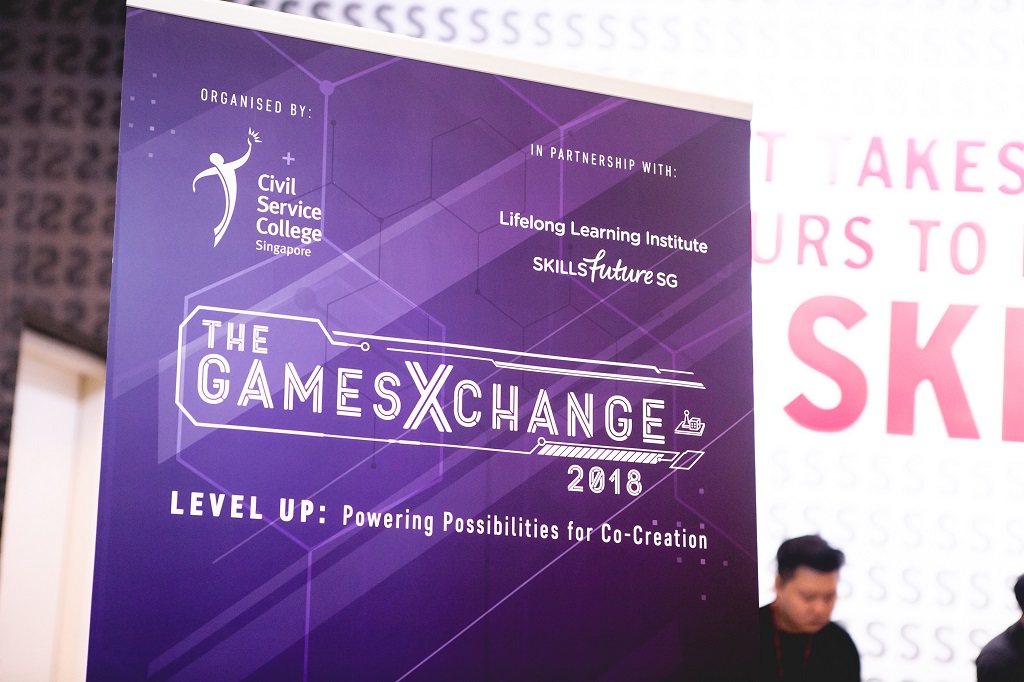 ORGANISED BY:
Civil
Service
College
Singapore
IN PARTNERSHIP WITH:
Lifelong Learning Institute
SKILLSfuture SG
THE
GAMESXCHANGE
2018
LEVEL UP: Powering Possibilities for Co-Creation
T TAKES
URS TO
SK